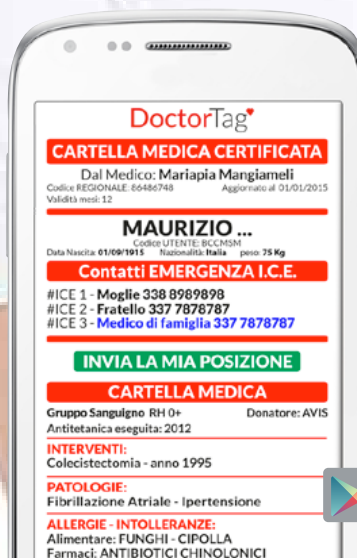 DoctorTag
CARTELLA MEDICA CERTIFICATA
Dal Medico: Mariapia Mangiameli
Codice REGIONALE: 86486748 Aggiornato al 01/01/2015
Validità mesi: 12
MAURIZIO ...
Codice UTENTE: BCCMSM
Data Nascita: 01/09/1915 Nazionalità: Italia peso: 75 Kg
Contatti EMERGENZA I.C.E.
#ICE 1 - Moglie 338 8989898
#ICE 2 - Fratello 337 7878787
#ICE 3 - Medico di famiglia 337 7878787
INVIA LA MIA POSIZIONE
CARTELLA MEDICA
Gruppo Sanguigno RH 0+ Donatore: AVIS
Antitetanica eseguita: 2012
INTERVENTI:
Colecistectomia - anno 1995
PATOLOGIE:
Fibrillazione Atriale - Ipertensione
ALLERGIE - INTOLLERANZE:
Alimentare: FUNGHI - CIPOLLA
Farmaci: ANTIBIOTICI CHINOLONICI